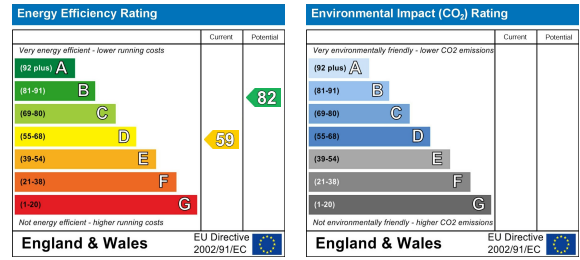 Energy Efficiency Rating
Current Potential
Very energy efficient - lower running costs
(92 plus) A
(81-91) B
82
(69-80) C
(55-68) D
59
(39-54) E
(21-38) F
(1-20) G
Not energy efficient - higher running costs
England & Wales
EU Directive
2002/91/EC
Environmental Impact (CO₂) Rating
Current Potential
Very environmentally friendly - lower CO2 emissions
(92 plus) A
(81-91) B
(69-80) C
(55-68) D
(39-54) E
(21-38) F
(1-20) G
Not environmentally friendly - higher CO2 emissions
England & Wales
EU Directive
2002/91/EC